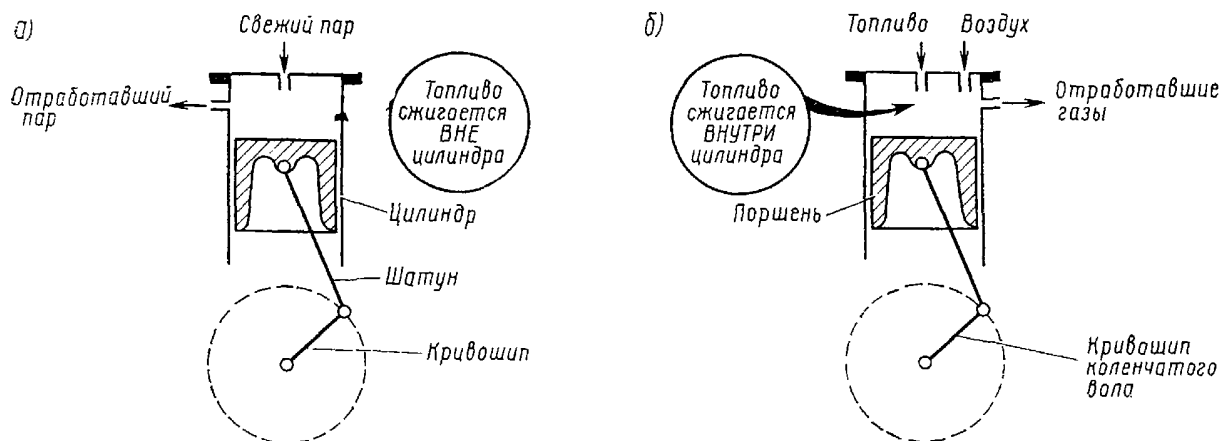 а)
Свежий пар
Отработавший
пар
Топливо
сжигается
ВНЕ
цилиндра
Цилиндр
Шатун
Кривошип
б)
Топливо
Воздух
Топливо
сжигается
ВНУТРИ
цилиндра
Отработавшие
газы
Поршень
Кривошип
коленчатого
вала